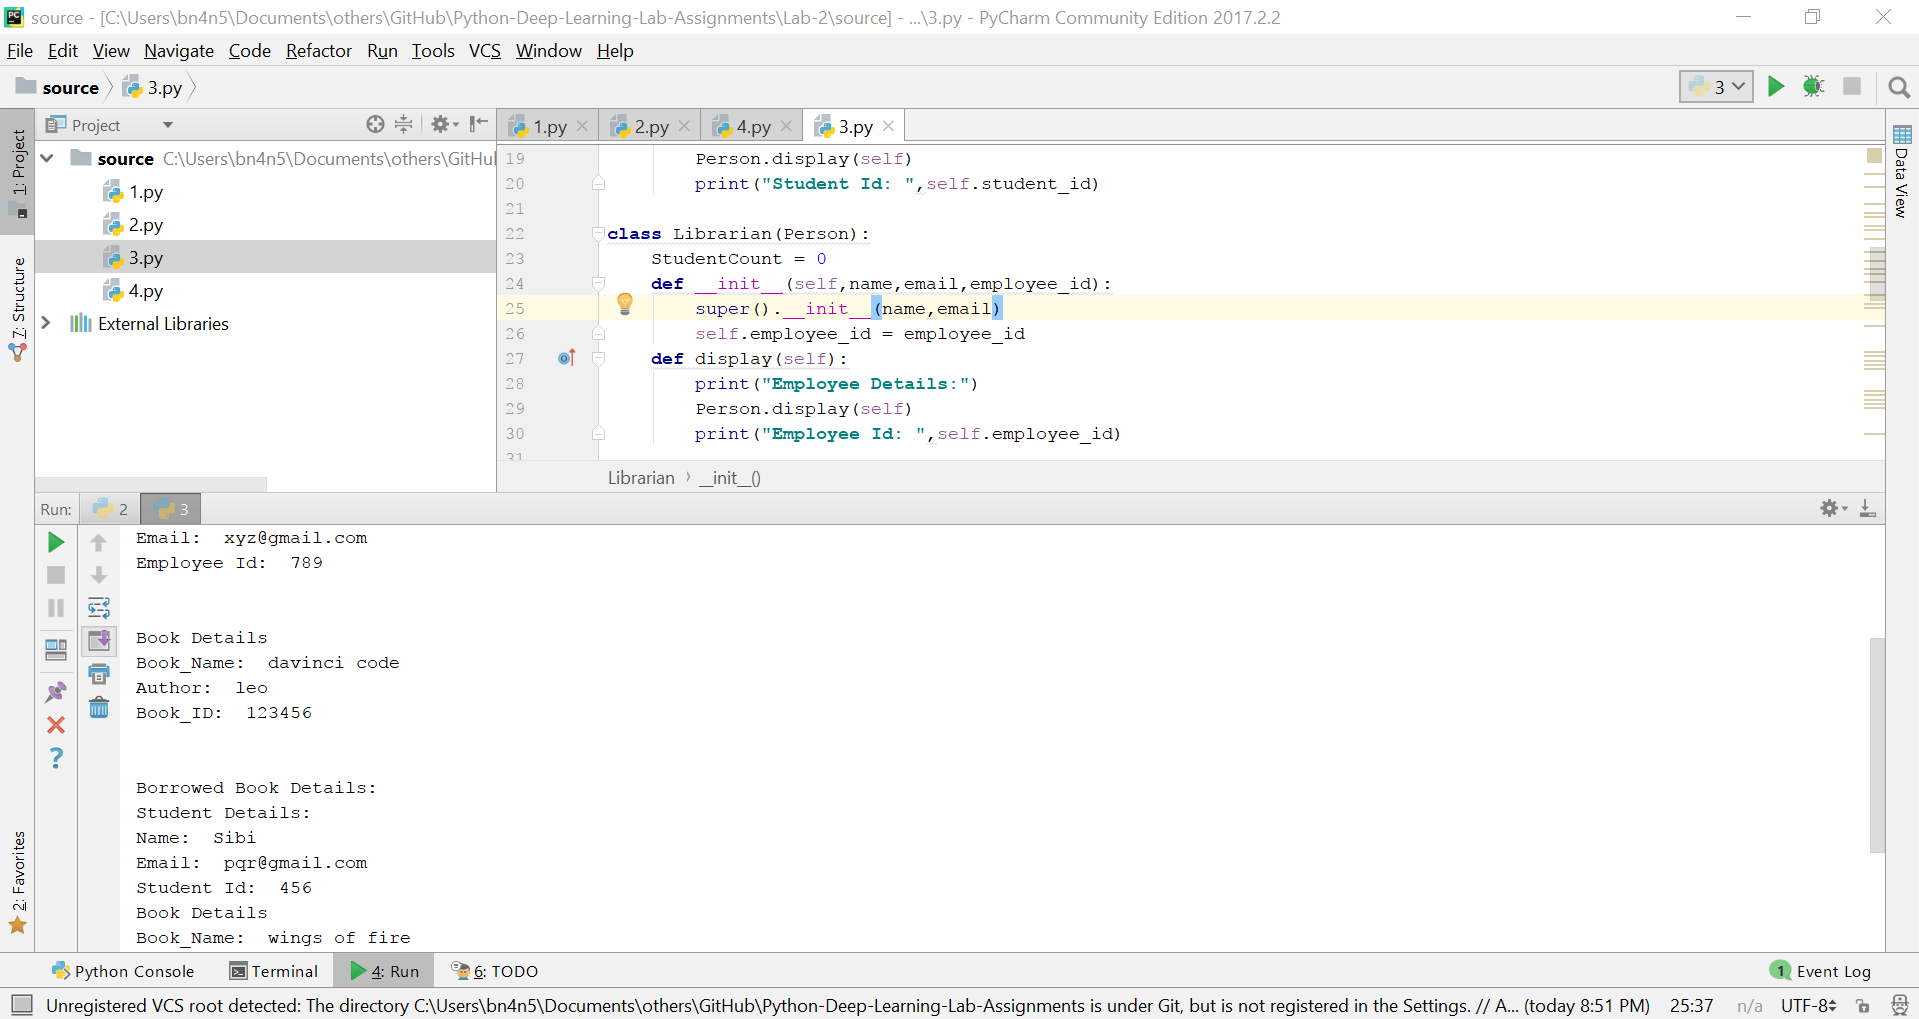 source - [C:\Users\bn4n5\Documents\others\GitHub\Python-Deep-Learning-Lab-Assignments\Lab-2\source] - ...\3.py - PyCharm Community Edition 2017.2.2
File Edit View Navigate Code Refactor Run Tools VCS Window Help
source 3.py 3
Project 1.py 2.py 4.py 3.py
source C:\Users\bn4n5\Documents\others\GitHu
1.py
2.py
3.py
4.py
External Libraries
1: Project
7: Structure
2: Favorites
Data View
19 Person.display(self)
20 print("Student Id: ",self.student_id)
21
22 class Librarian(Person):
23 StudentCount = 0
24 def __init__(self,name,email,employee_id):
25 super().__init__(name,email)
26 self.employee_id = employee_id
27 def display(self):
28 print("Employee Details:")
29 Person.display(self)
30 print("Employee Id: ",self.employee_id)
31
Librarian › __init__()
Run: 2 3
Email:  xyz@gmail.com
Employee Id:  789
Book Details
Book_Name:  davinci code
Author:  leo
Book_ID:  123456
Borrowed Book Details:
Student Details:
Name:  Sibi
Email:  pqr@gmail.com
Student Id:  456
Book Details
Book_Name:  wings of fire
Python Console Terminal 4: Run 6: TODO 1 Event Log
Unregistered VCS root detected: The directory C:\Users\bn4n5\Documents\others\GitHub\Python-Deep-Learning-Lab-Assignments is under Git, but is not registered in the Settings. // A... (today 8:51 PM) 25:37 n/a UTF-8